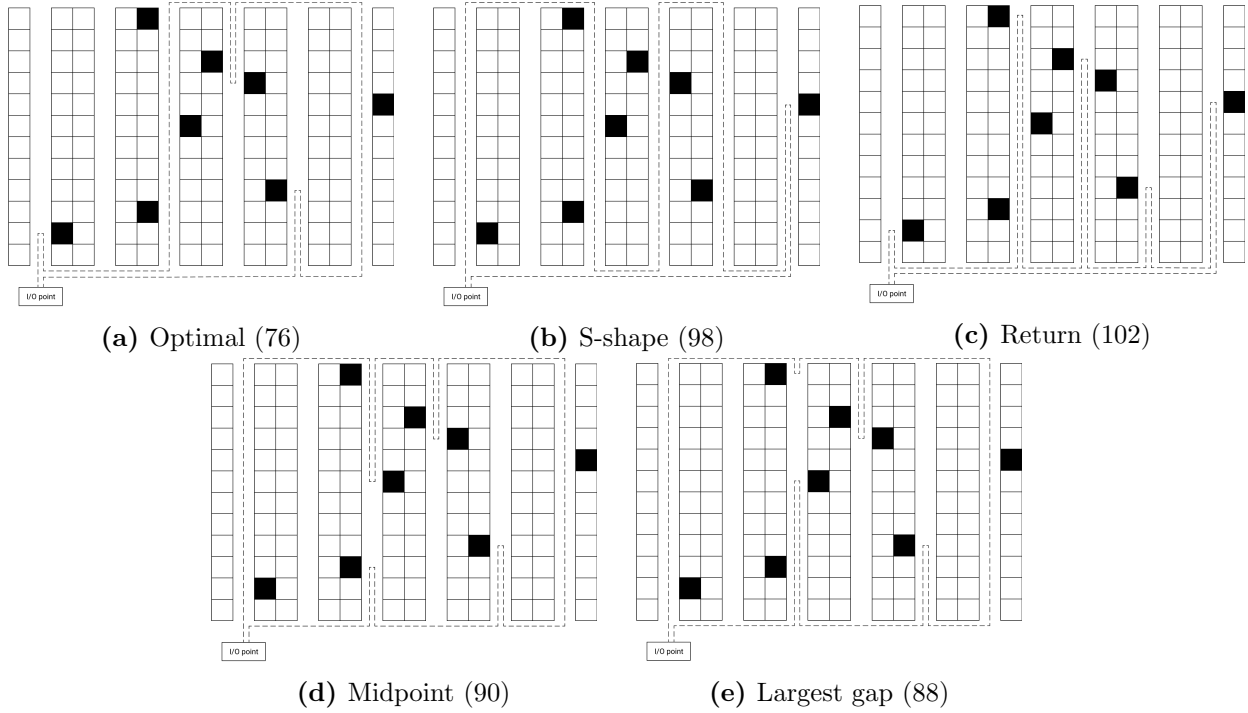 I/O point
I/O point
I/O point
(a) Optimal (76)
(b) S-shape (98)
(c) Return (102)
I/O point
I/O point
(d) Midpoint (90)
(e) Largest gap (88)